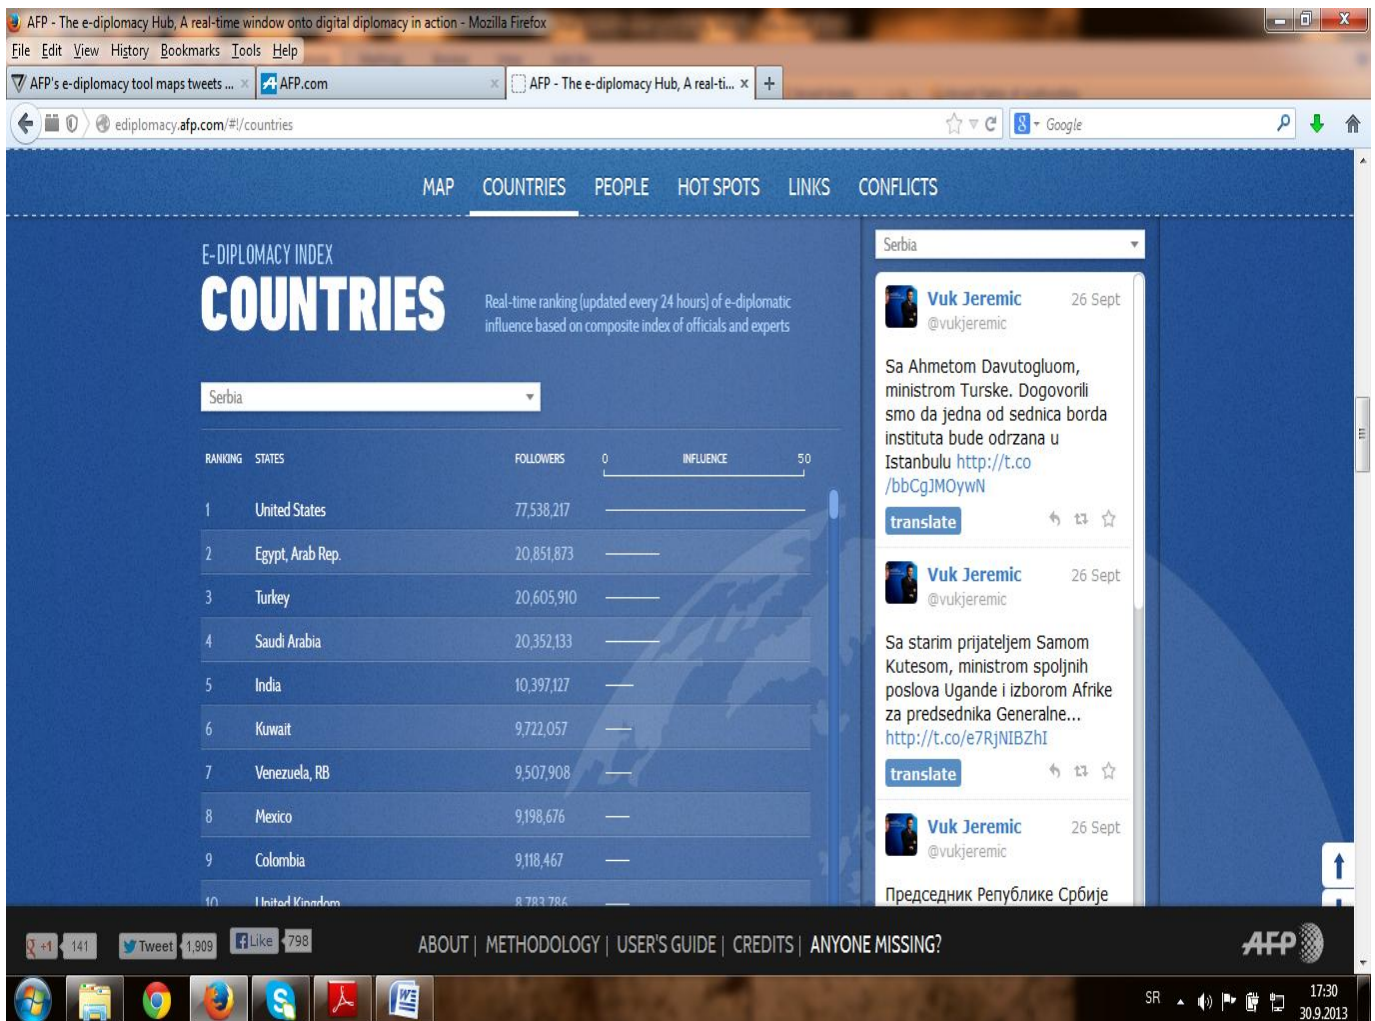 AFP - The e-diplomacy Hub, A real-time window onto digital diplomacy in action - Mozilla Firefox
File Edit View History Bookmarks Tools Help
AFP's e-diplomacy tool maps tweets ... AFP.com AFP - The e-diplomacy Hub, A real-ti...
ediplomacy.afp.com/#!/countries Google
MAP COUNTRIES PEOPLE HOT SPOTS LINKS CONFLICTS
E-DIPLOMACY INDEX
COUNTRIES
Real-time ranking (updated every 24 hours) of e-diplomatic
influence based on composite index of officials and experts
Serbia
RANKING STATES FOLLOWERS 0 INFLUENCE 50
1 United States 77,538,217
2 Egypt, Arab Rep. 20,851,873
3 Turkey 20,605,910
4 Saudi Arabia 20,352,133
5 India 10,397,127
6 Kuwait 9,722,057
7 Venezuela, RB 9,507,908
8 Mexico 9,198,676
9 Colombia 9,118,467
10 United Kingdom 8,783,786
Serbia
Vuk Jeremic 26 Sept
@vukjeremic
Sa Ahmetom Davutogluom,
ministrom Turske. Dogovorili
smo da jedna od sednica borda
instituta bude odrzana u
Istanbulu http://t.co
/bbCgJMOywN
translate
Vuk Jeremic 26 Sept
@vukjeremic
Sa starim prijateljem Samom
Kutesom, ministrom spoljnih
poslova Ugande i izborom Afrike
za predsednika Generalne...
http://t.co/e7RjNIBZhI
translate
Vuk Jeremic 26 Sept
@vukjeremic
Председник Републике Србије
+1 141 Tweet 1,909 Like 798
ABOUT | METHODOLOGY | USER'S GUIDE | CREDITS | ANYONE MISSING?
AFP
SR 17:30
30.9.2013